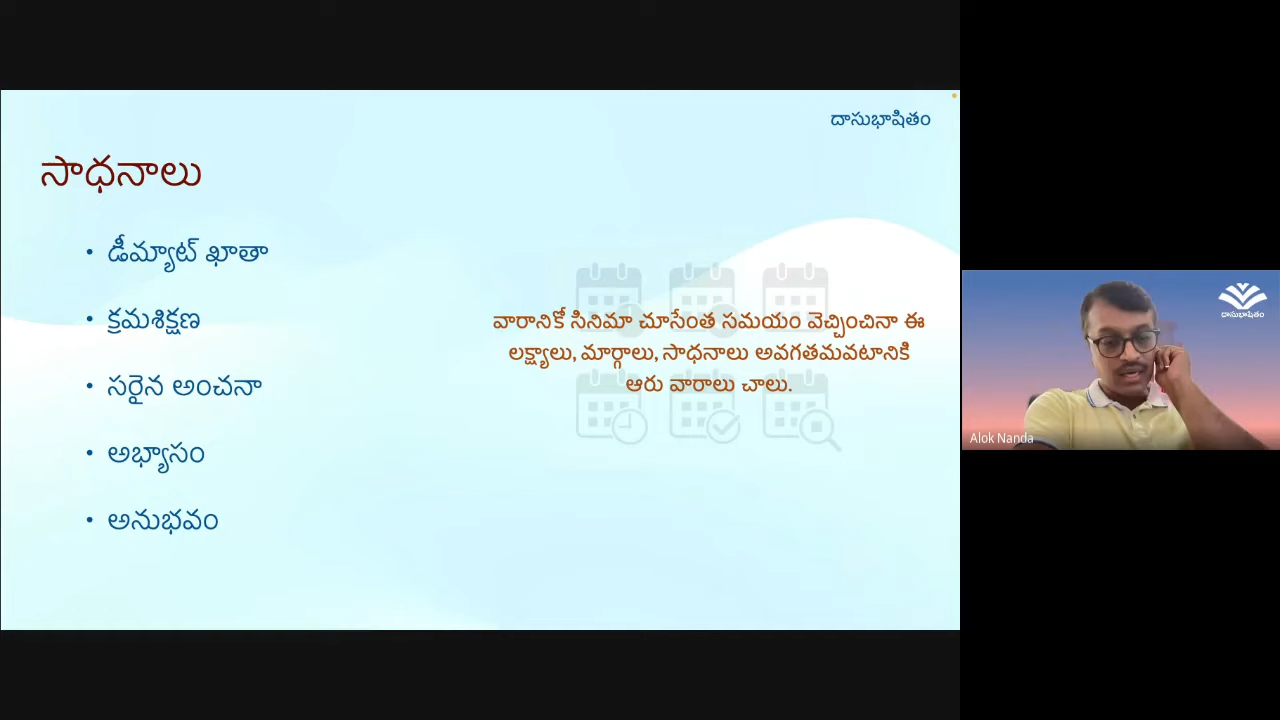 దాసుభాషితం
సాధనాలు
• డీమ్యాట్ ఖాతా
• క్రమశిక్షణ
• సరైన అంచనా
• అభ్యాసం
• అనుభవం
వారానికో సినిమా చూసేంత సమయం వెచ్చించినా ఈ
లక్ష్యాలు, మార్గాలు, సాధనాలు అవగతమవటానికి
ఆరు వారాలు చాలు.
దాసుభాషితం
Alok Nanda